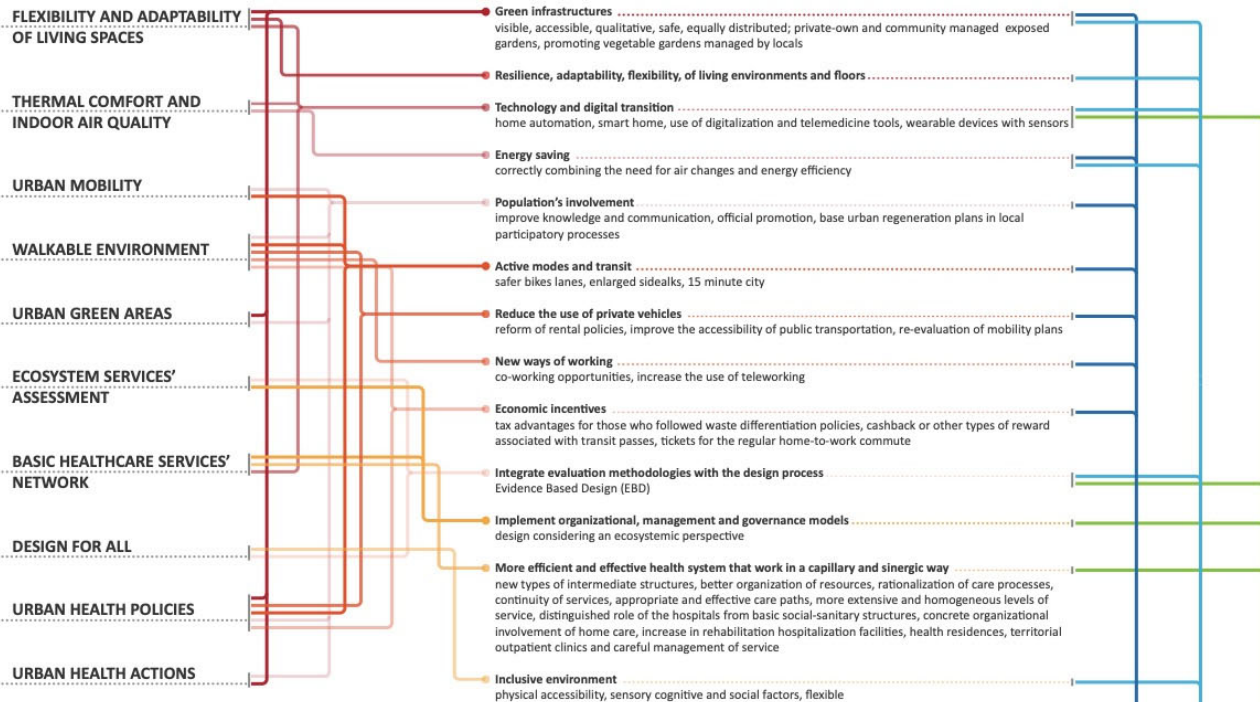 FLEXIBILITY AND ADAPTABILITY
OF LIVING SPACES
THERMAL COMFORT AND
INDOOR AIR QUALITY
URBAN MOBILITY
WALKABLE ENVIRONMENT
URBAN GREEN AREAS
ECOSYSTEM SERVICES’
ASSESSMENT
BASIC HEALTHCARE SERVICES’
NETWORK
DESIGN FOR ALL
URBAN HEALTH POLICIES
URBAN HEALTH ACTIONS
Green infrastructures
visible, accessible, qualitative, safe, equally distributed; private-own and community managed exposed
gardens, promoting vegetable gardens managed by locals
Resilience, adaptability, flexibility, of living environments and floors
Technology and digital transition
home automation, smart home, use of digitalization and telemedicine tools, wearable devices with sensors
Energy saving
correctly combining the need for air changes and energy efficiency
Population’s involvement
improve knowledge and communication, official promotion, base urban regeneration plans in local
participatory processes
Active modes and transit
safer bikes lanes, enlarged sidealks, 15 minute city
Reduce the use of private vehicles
reform of rental policies, improve the accessibility of public transportation, re-evaluation of mobility plans
New ways of working
co-working opportunities, increase the use of teleworking
Economic incentives
tax advantages for those who followed waste differentiation policies, cashback or other types of reward
associated with transit passes, tickets for the regular home-to-work commute
Integrate evaluation methodologies with the design process
Evidence Based Design (EBD)
Implement organizational, management and governance models
design considering an ecosystemic perspective
More efficient and effective health system that work in a capillary and sinergic way
new types of intermediate structures, better organization of resources, rationalization of care processes,
continuity of services, appropriate and effective care paths, more extensive and homogeneous levels of
service, distinguished role of the hospitals from basic social-sanitary structures, concrete organizational
involvement of home care, increase in rehabilitation hospitalization facilities, health residences, territorial
outpatient clinics and careful management of service
Inclusive environment
physical accessibility, sensory cognitive and social factors, flexible